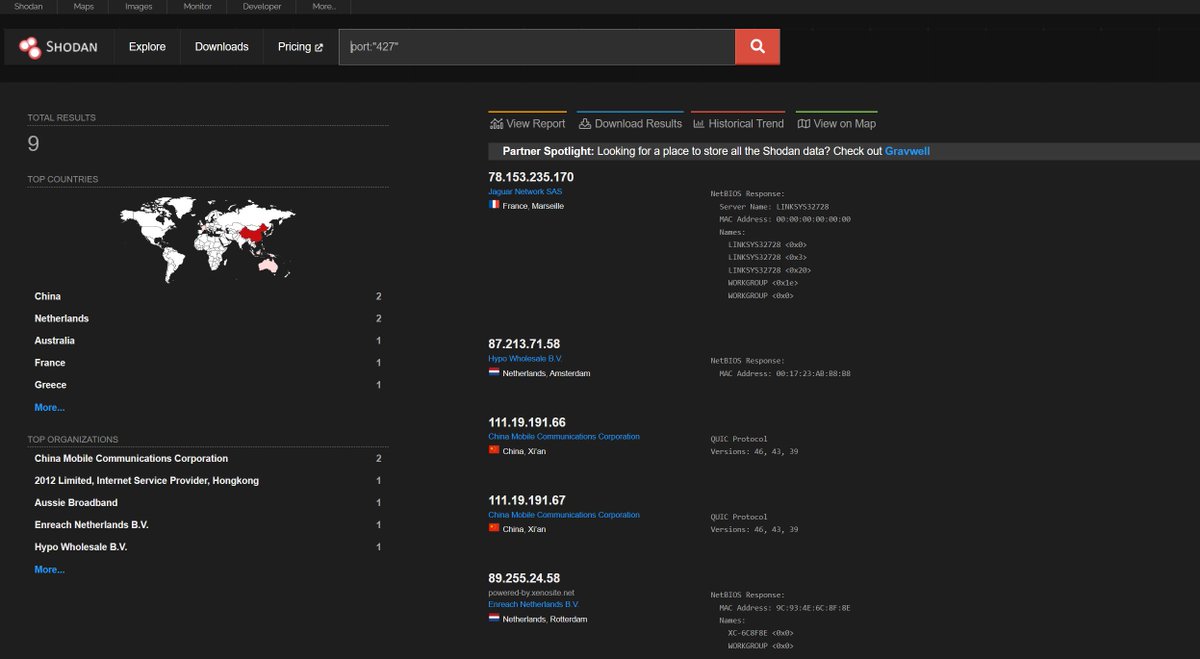 Shodan Maps Images Monitor Developer More...
SHODAN Explore Downloads Pricing port:"427"
TOTAL RESULTS
9
TOP COUNTRIES
China 2
Netherlands 2
Australia 1
France 1
Greece 1
More...
TOP ORGANIZATIONS
China Mobile Communications Corporation 2
2012 Limited, Internet Service Provider, Hongkong 1
Aussie Broadband 1
Enreach Netherlands B.V. 1
Hypo Wholesale B.V. 1
More...
View Report Download Results Historical Trend View on Map
Partner Spotlight: Looking for a place to store all the Shodan data? Check out Gravwell
78.153.235.170
Jaguar Network SAS
France, Marseille
NetBIOS Response:
Server Name: LINKSYS32728
MAC Address: 00:00:00:00:00:00
Names:
LINKSYS32728 <0x0>
LINKSYS32728 <0x3>
LINKSYS32728 <0x20>
WORKGROUP <0x1e>
WORKGROUP <0x0>
87.213.71.58
Hypo Wholesale B.V.
Netherlands, Amsterdam
NetBIOS Response:
MAC Address: 00:17:23:AB:B8:B8
111.19.191.66
China Mobile Communications Corporation
China, Xi'an
QUIC Protocol
Versions: 46, 43, 39
111.19.191.67
China Mobile Communications Corporation
China, Xi'an
QUIC Protocol
Versions: 46, 43, 39
89.255.24.58
powered-by.xenosite.net
Enreach Netherlands B.V.
Netherlands, Rotterdam
NetBIOS Response:
MAC Address: 9C:93:4E:6C:8F:8E
Names:
XC-6C8F8E <0x0>
WORKGROUP <0x0>